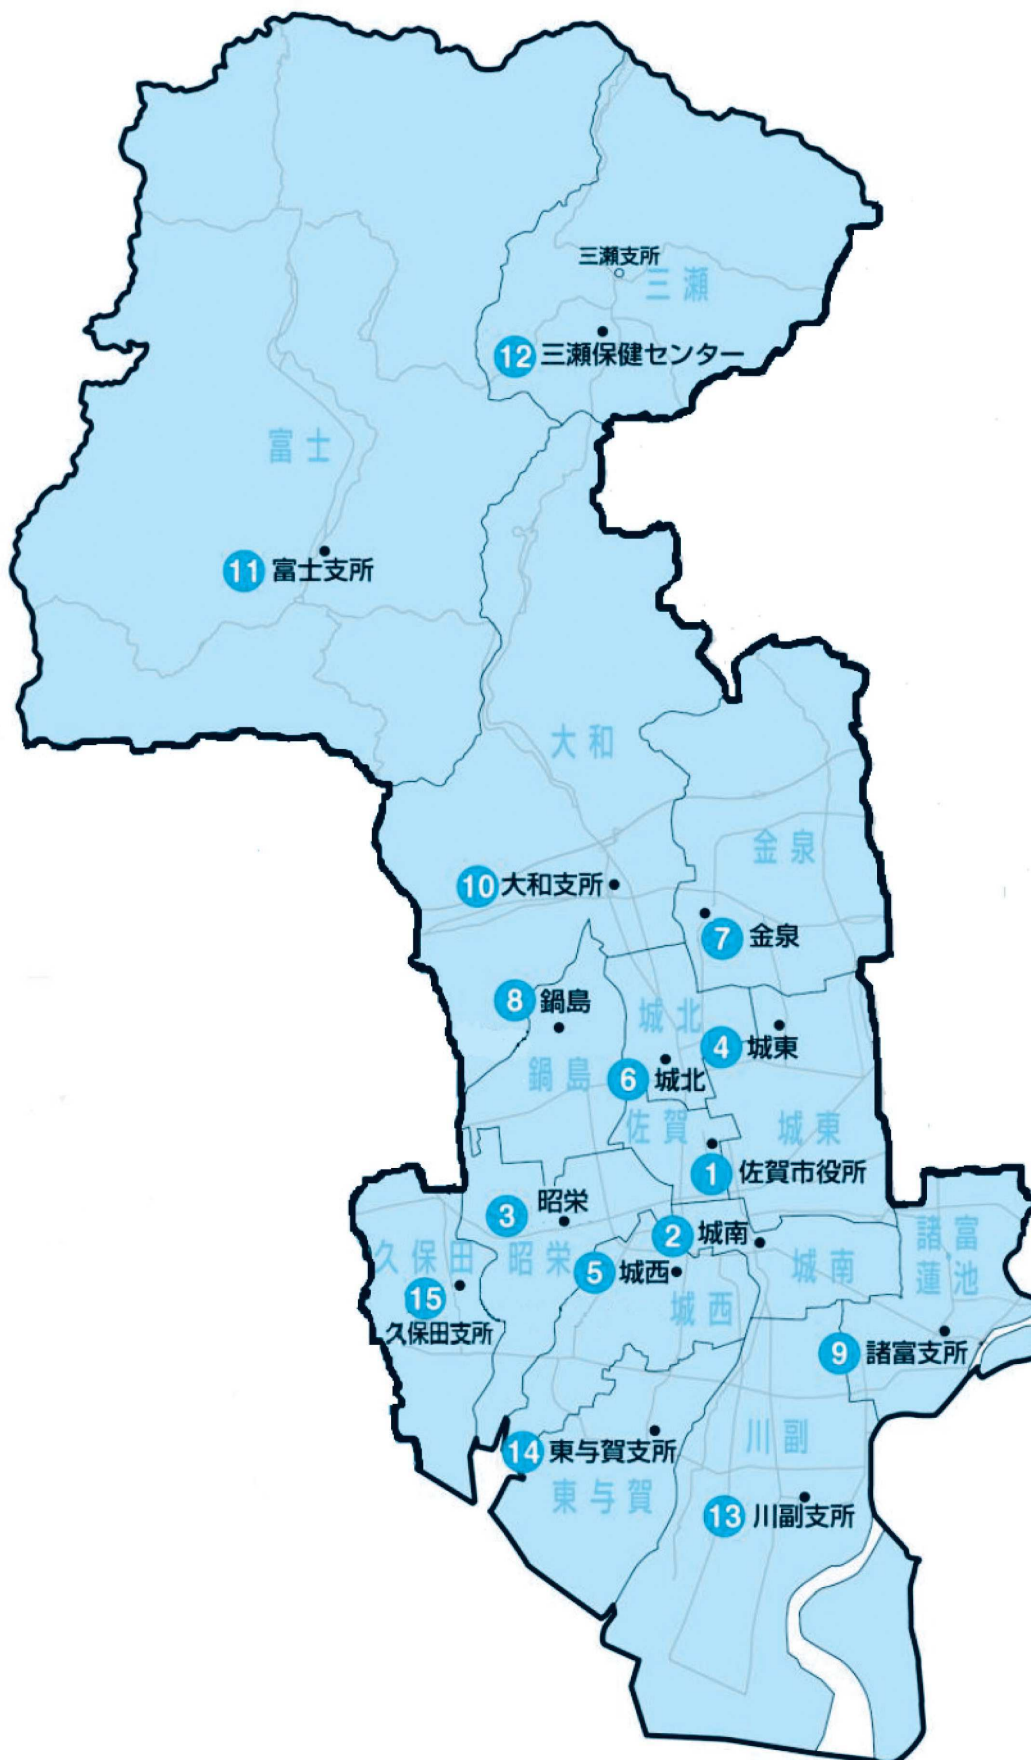 三瀬支所
三瀬
12 三瀬保健センター
富士
11 富士支所
大和
金泉
10 大和支所
7 金泉
8 鍋島
城北
4 城東
鍋島
6 城北
佐賀
城東
1 佐賀市役所
3 昭栄
2 城南
諸富
蓮池
久保田
昭栄
5 城西
城南
15
久保田支所
城西
9 諸富支所
川副
14 東与賀支所
東与賀
13 川副支所